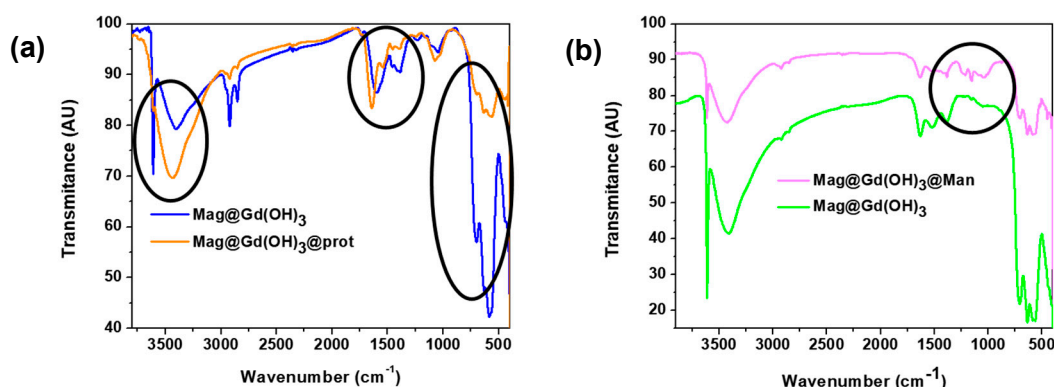 (a)
Transmitance (AU)
100
90
80
70
60
50
40
Mag@Gd(OH)3
Mag@Gd(OH)3@prot
3500 3000 2500 2000 1500 1000 500
Wavenumber (cm-1)
(b)
Transmitance (AU)
100
90
80
70
60
50
40
30
20
Mag@Gd(OH)3@Man
Mag@Gd(OH)3
3500 3000 2500 2000 1500 1000 500
Wavenumber (cm-1)